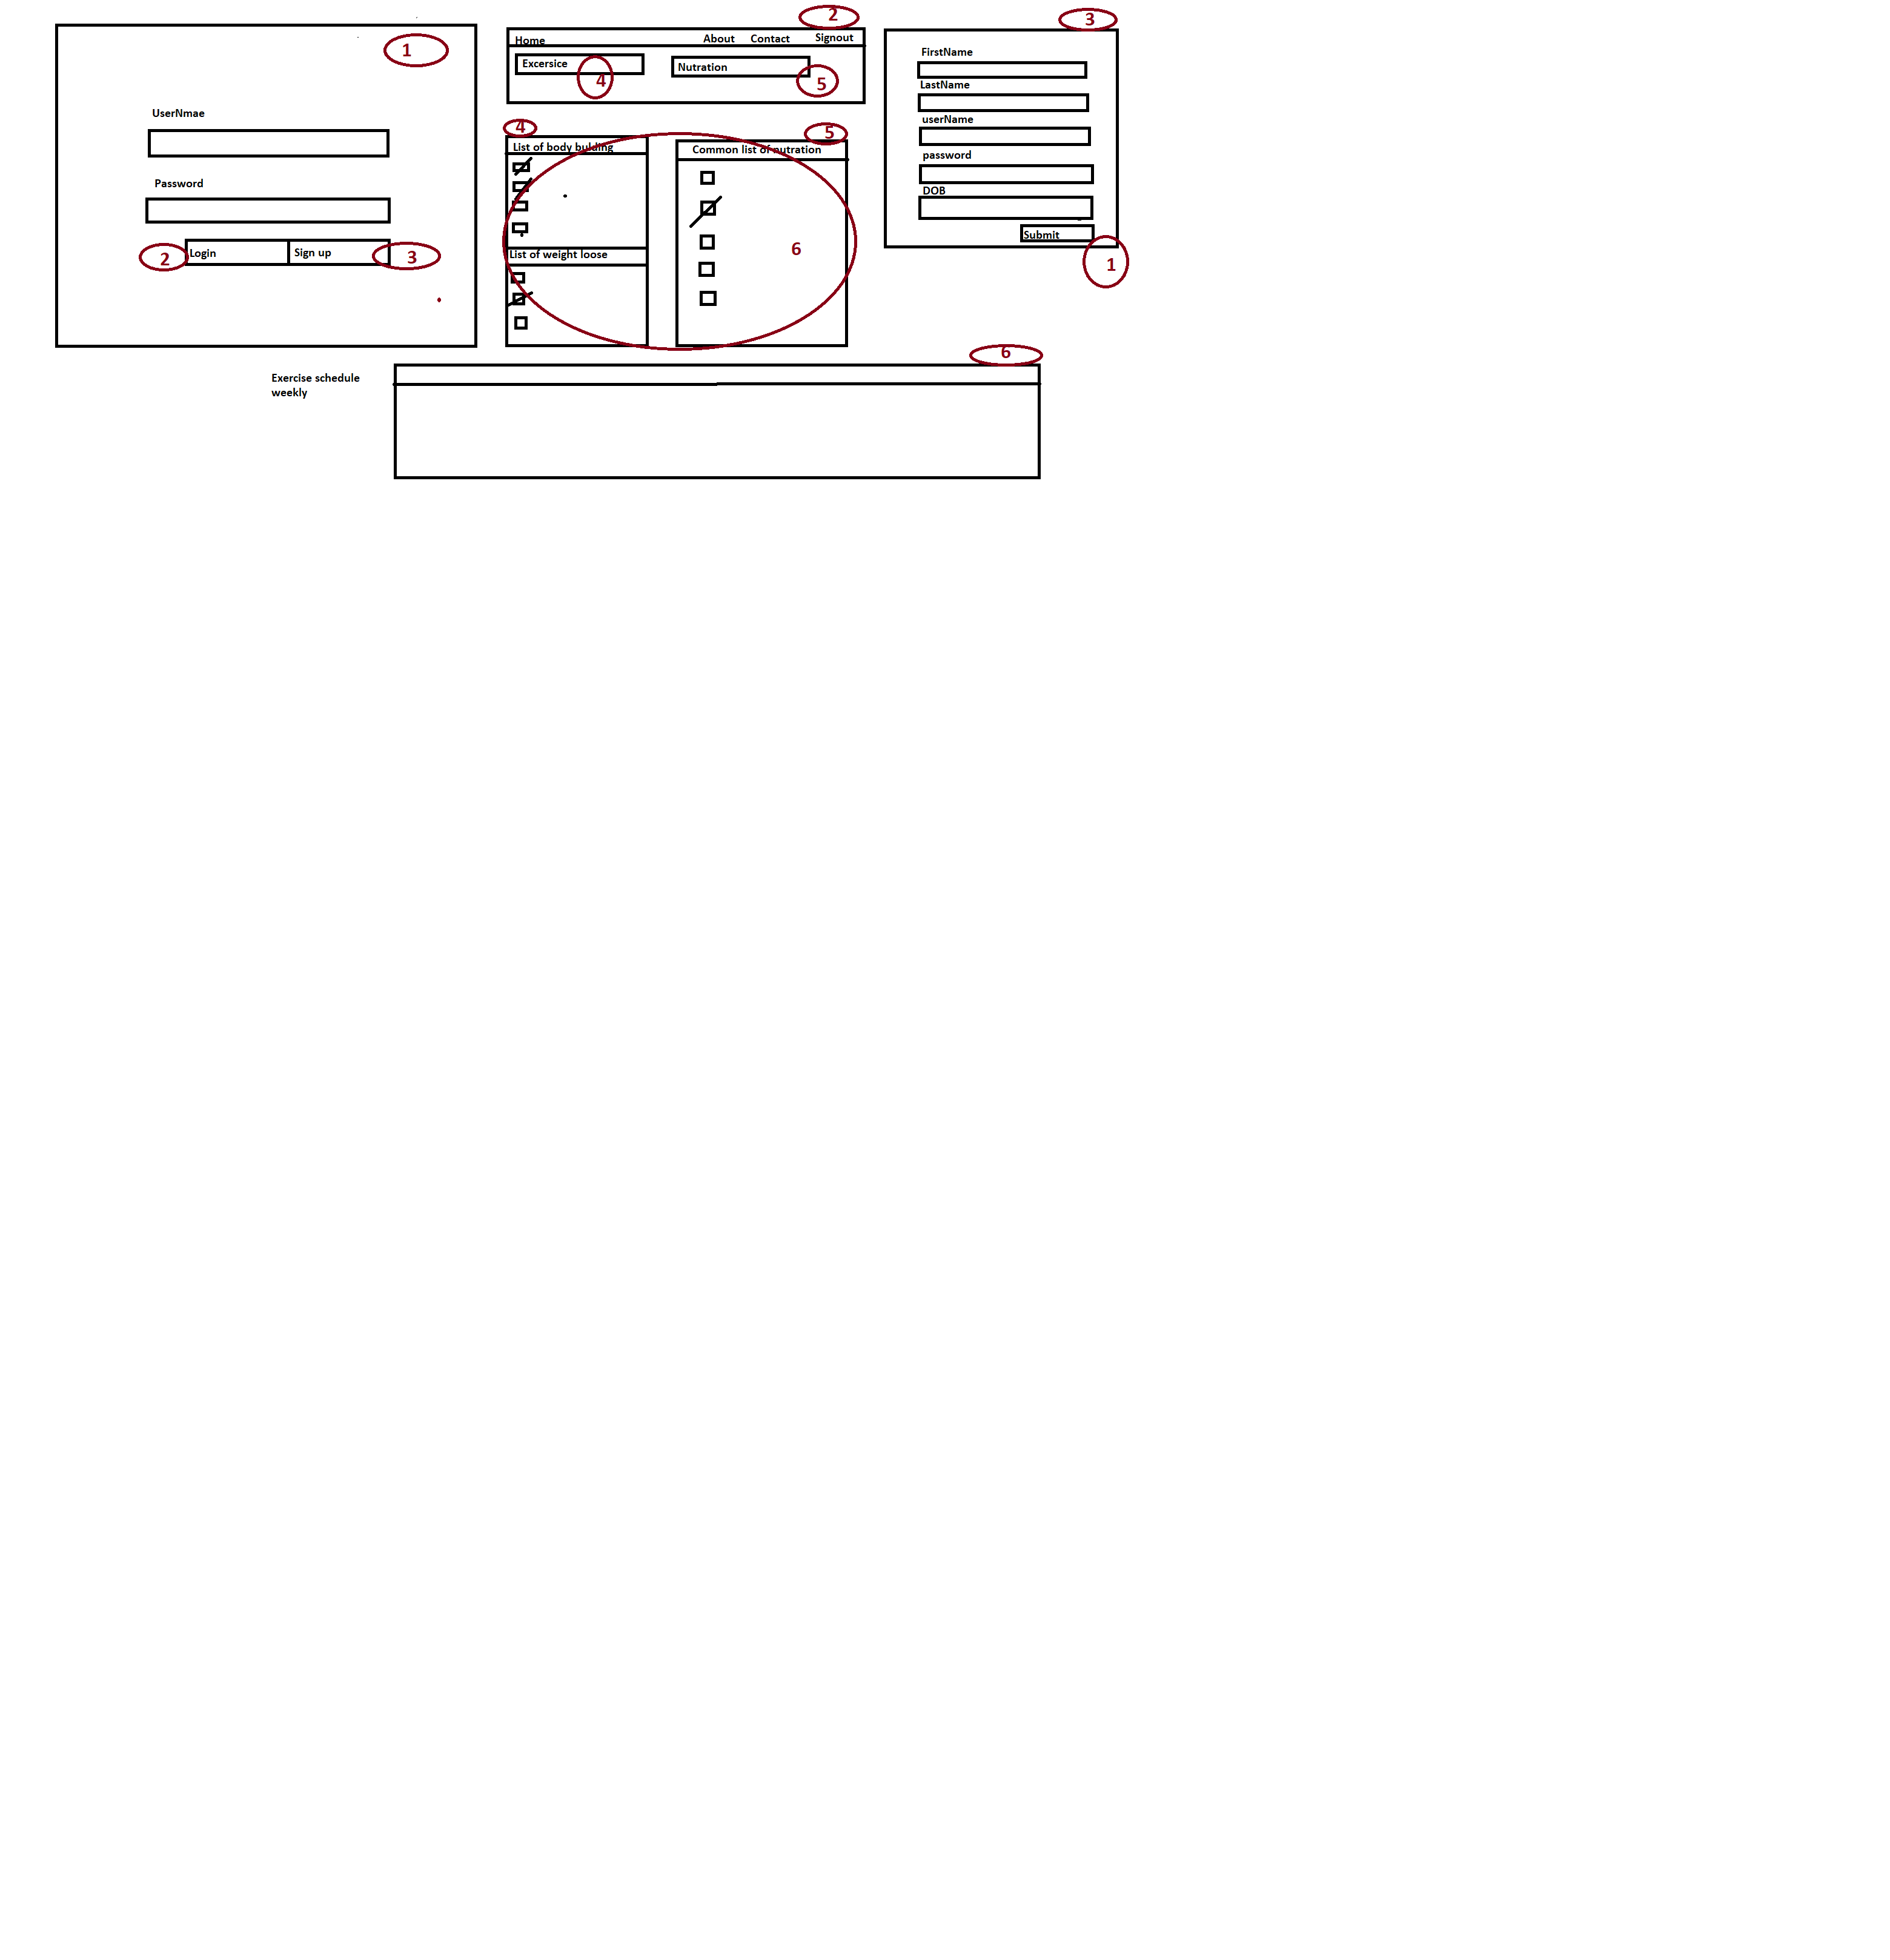 1
UserNmae
Password
2
Login
Sign up
3
2
Home
About
Contact
Signout
Excersice
4
Nutration
5
4
List of body bulding
List of weight loose
5
Common list of nutration
6
3
FirstName
LastName
userName
password
DOB
Submit
1
6
Exercise schedule
weekly